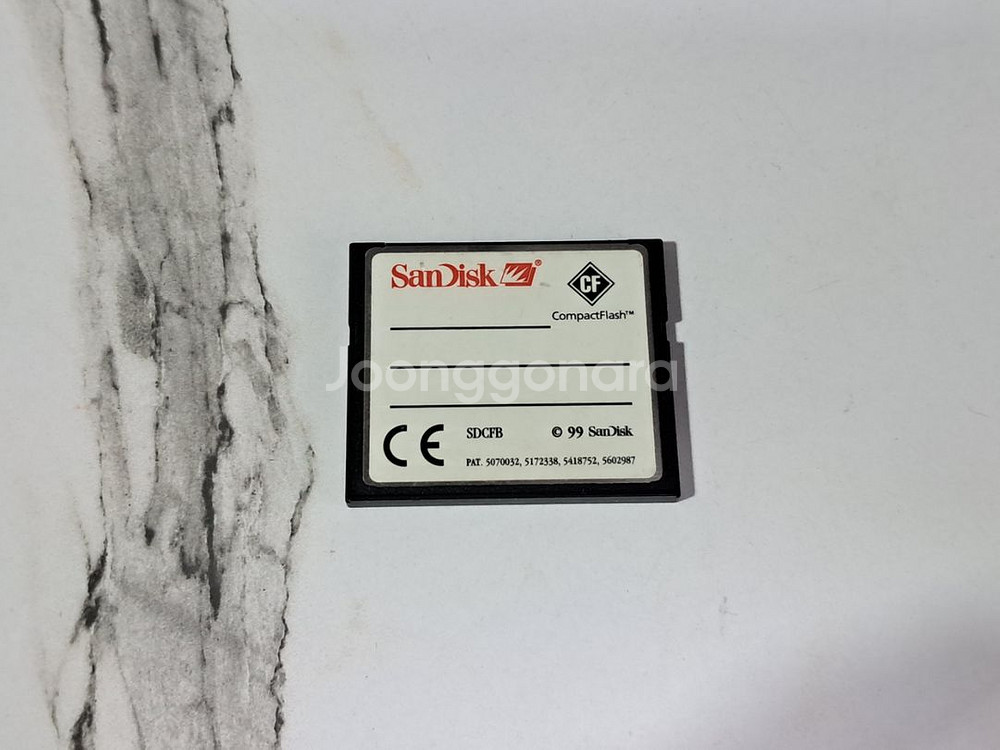 SanDisk ®
CF
CompactFlash™
Joonggonara
CE SDCFB © 99 SanDisk
PAT. 5070032, 5172338, 5418752, 5602987